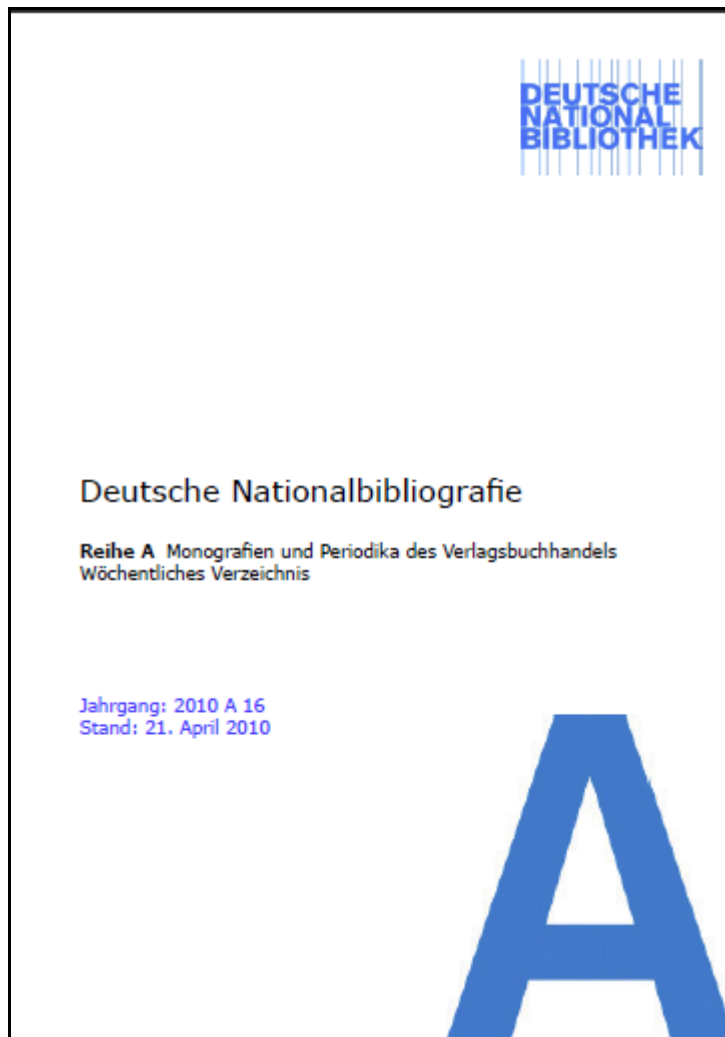 DEUTSCHE
NATIONAL
BIBLIOTHEK
Deutsche Nationalbibliografie
Reihe A Monografien und Periodika des Verlagsbuchhandels
Wöchentliches Verzeichnis
Jahrgang: 2010 A 16
Stand: 21. April 2010
A